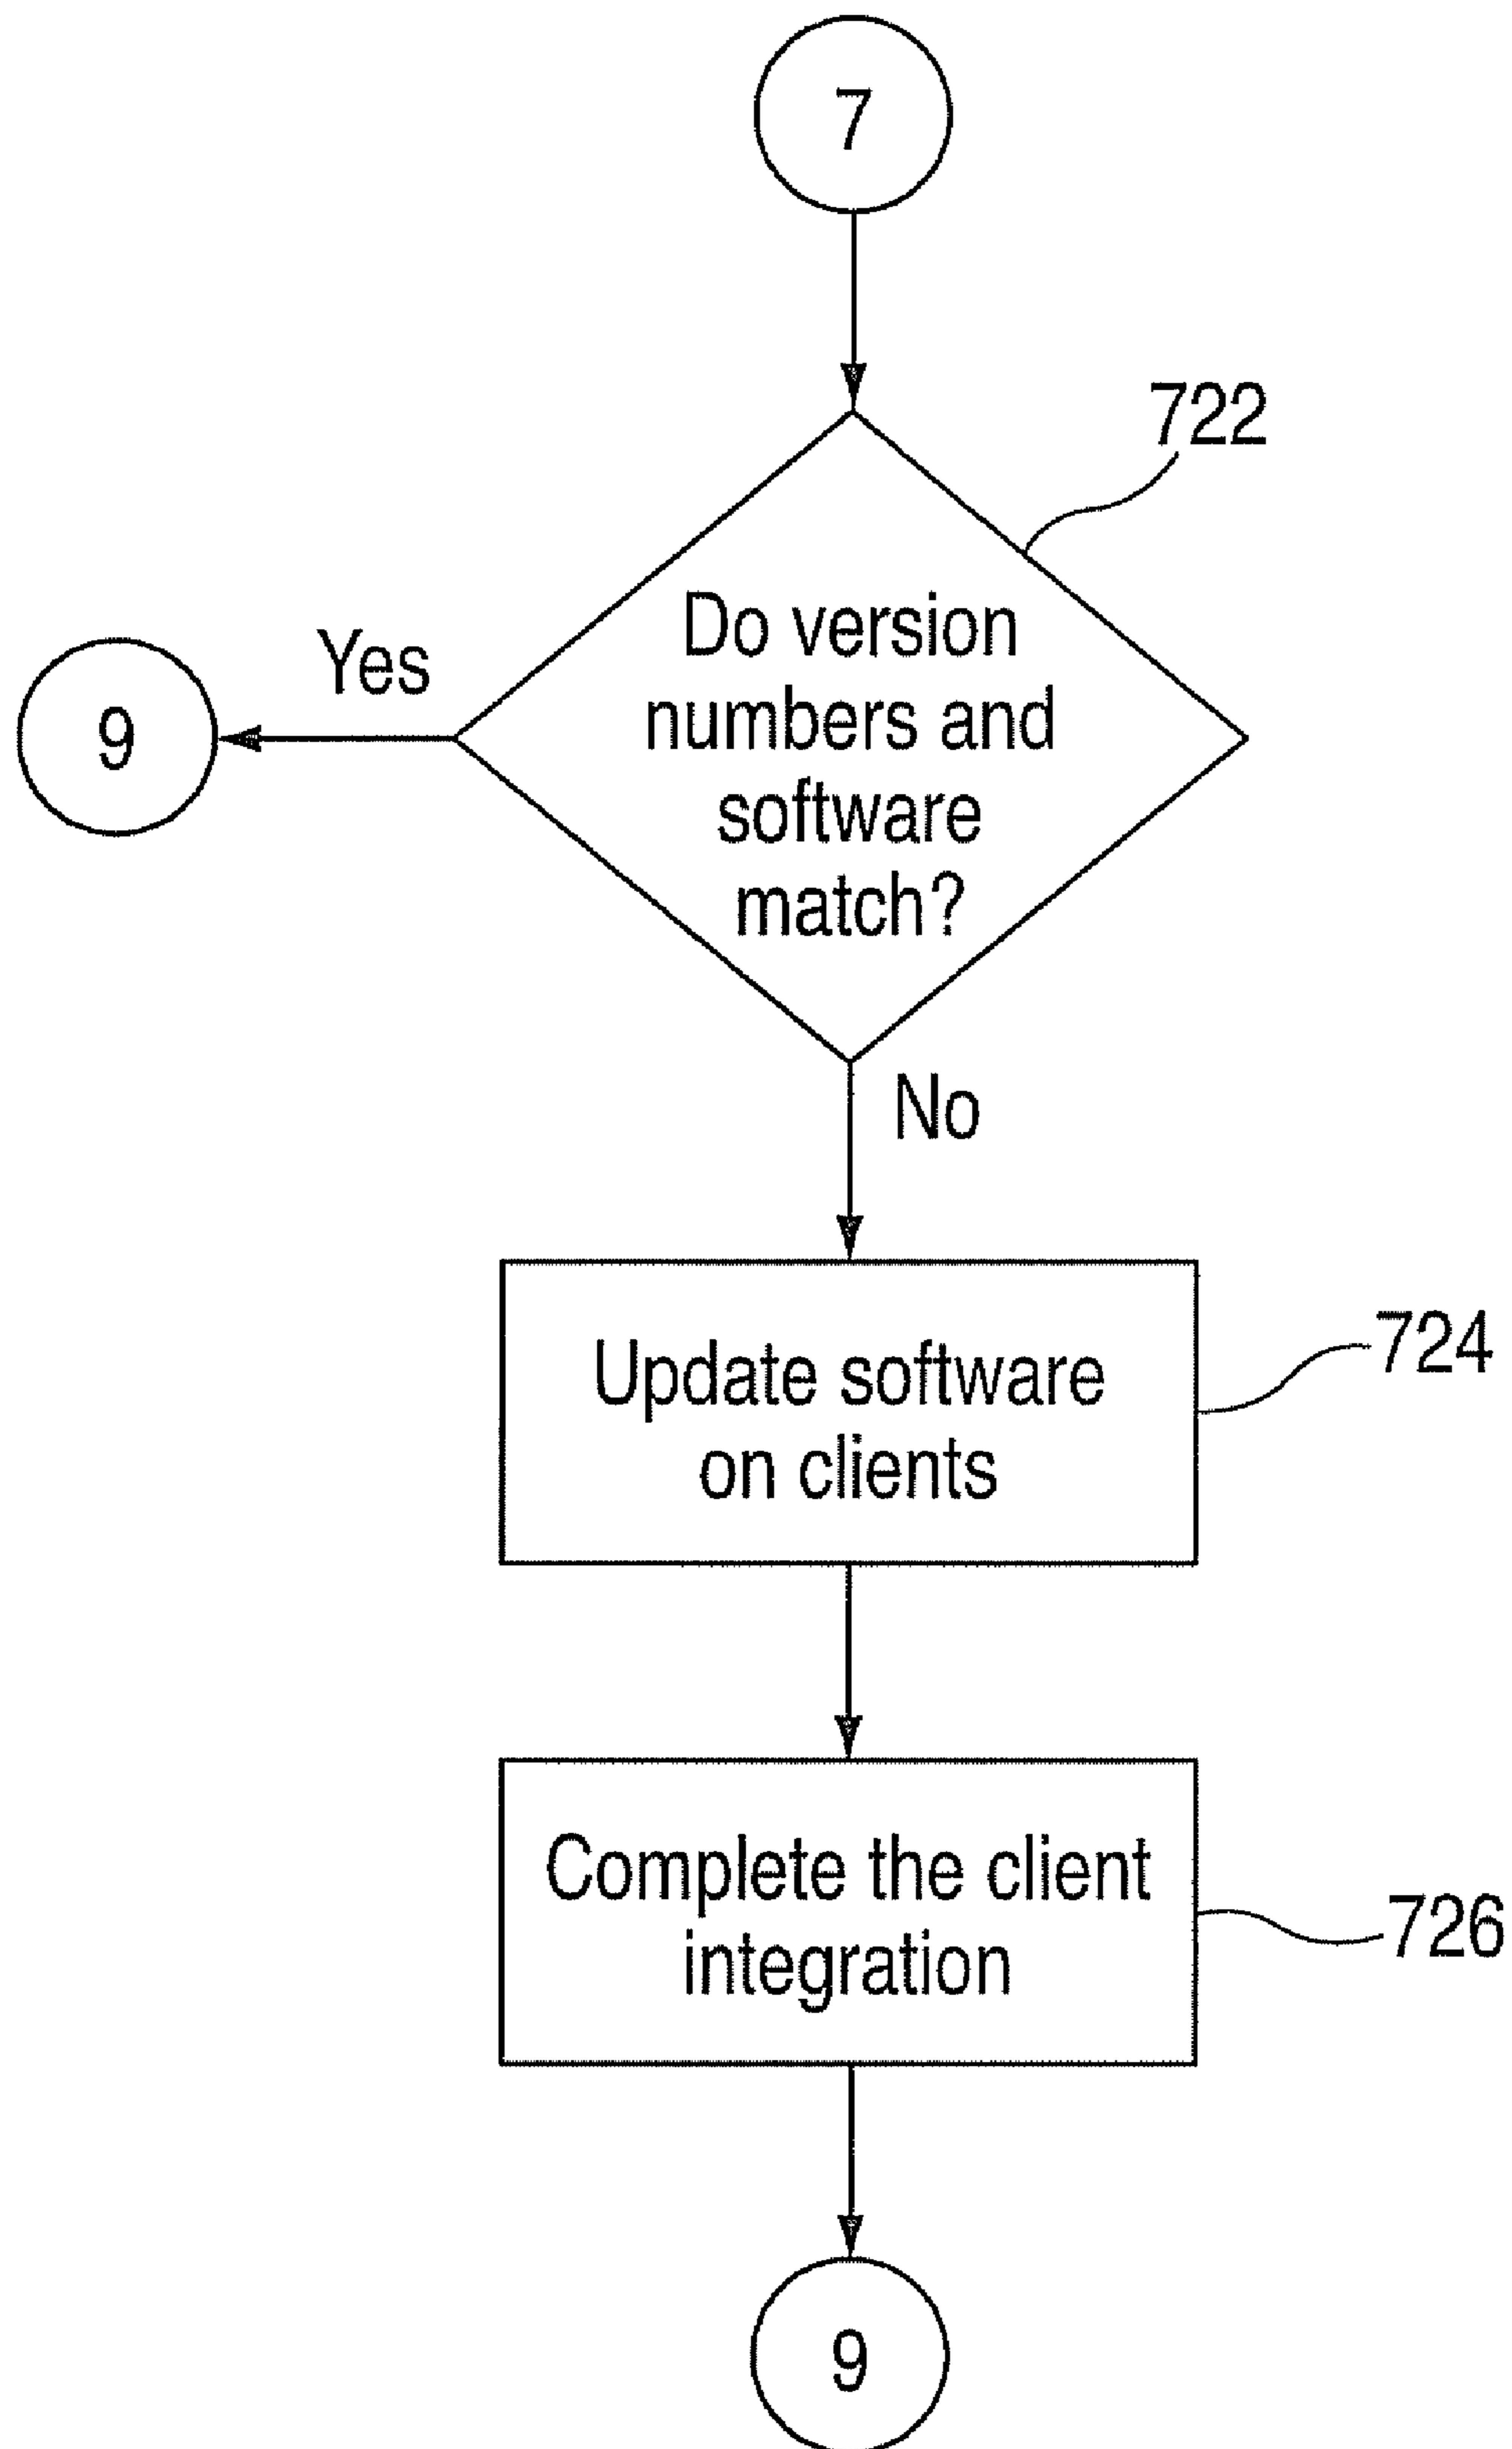 7
722
Do version
numbers and
software
match?
Yes
9
No
Update software
on clients
724
Complete the client
integration
726
9